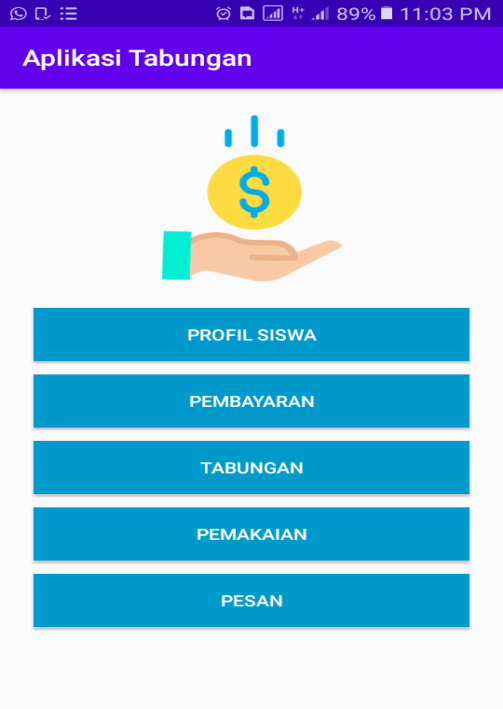 89% 11:03 PM
Aplikasi Tabungan
$
PROFIL SISWA
PEMBAYARAN
TABUNGAN
PEMAKAIAN
PESAN